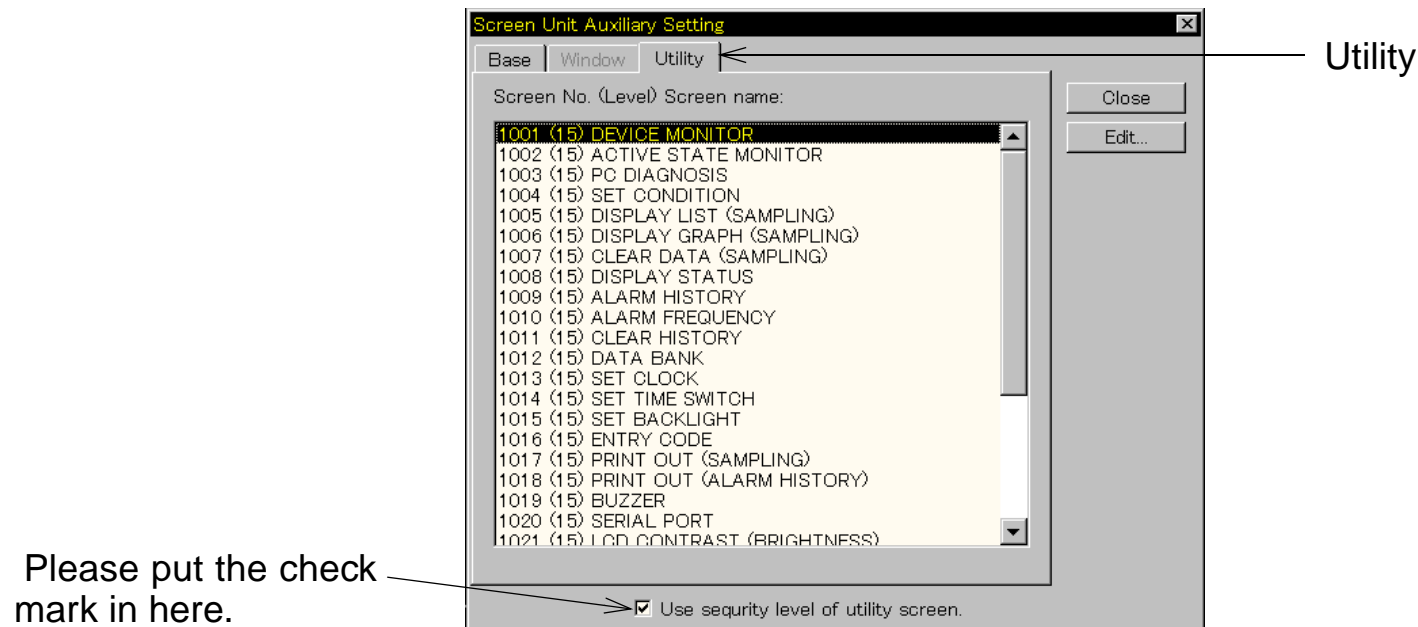 Screen Unit Auxiliary Setting
Base Window Utility
Utility
Screen No. (Level) Screen name:
Close
Edit...
1001 (15) DEVICE MONITOR
1002 (15) ACTIVE STATE MONITOR
1003 (15) PC DIAGNOSIS
1004 (15) SET CONDITION
1005 (15) DISPLAY LIST (SAMPLING)
1006 (15) DISPLAY GRAPH (SAMPLING)
1007 (15) CLEAR DATA (SAMPLING)
1008 (15) DISPLAY STATUS
1009 (15) ALARM HISTORY
1010 (15) ALARM FREQUENCY
1011 (15) CLEAR HISTORY
1012 (15) DATA BANK
1013 (15) SET CLOCK
1014 (15) SET TIME SWITCH
1015 (15) SET BACKLIGHT
1016 (15) ENTRY CODE
1017 (15) PRINT OUT (SAMPLING)
1018 (15) PRINT OUT (ALARM HISTORY)
1019 (15) BUZZER
1020 (15) SERIAL PORT
1021 (15) LCD CONTRAST (BRIGHTNESS)
Please put the check
mark in here.
Use sequrity level of utility screen.